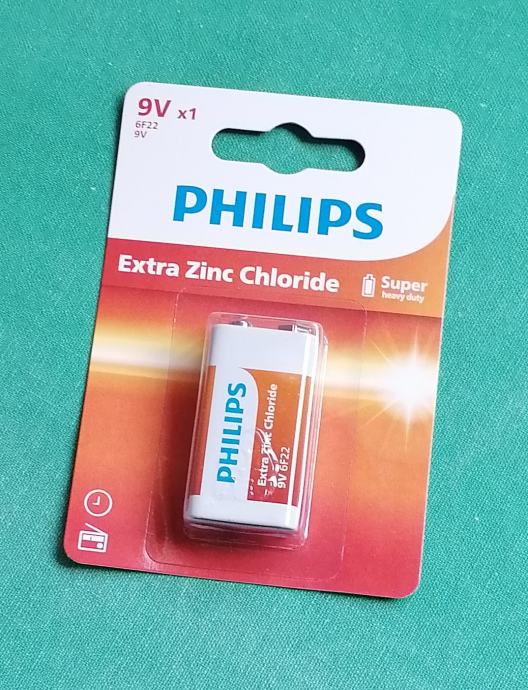 9V x1
6F22
9V
PHILIPS
Extra Zinc Chloride
Super
heavy duty
PHILIPS
Extra Zinc Chloride
9V 6F22